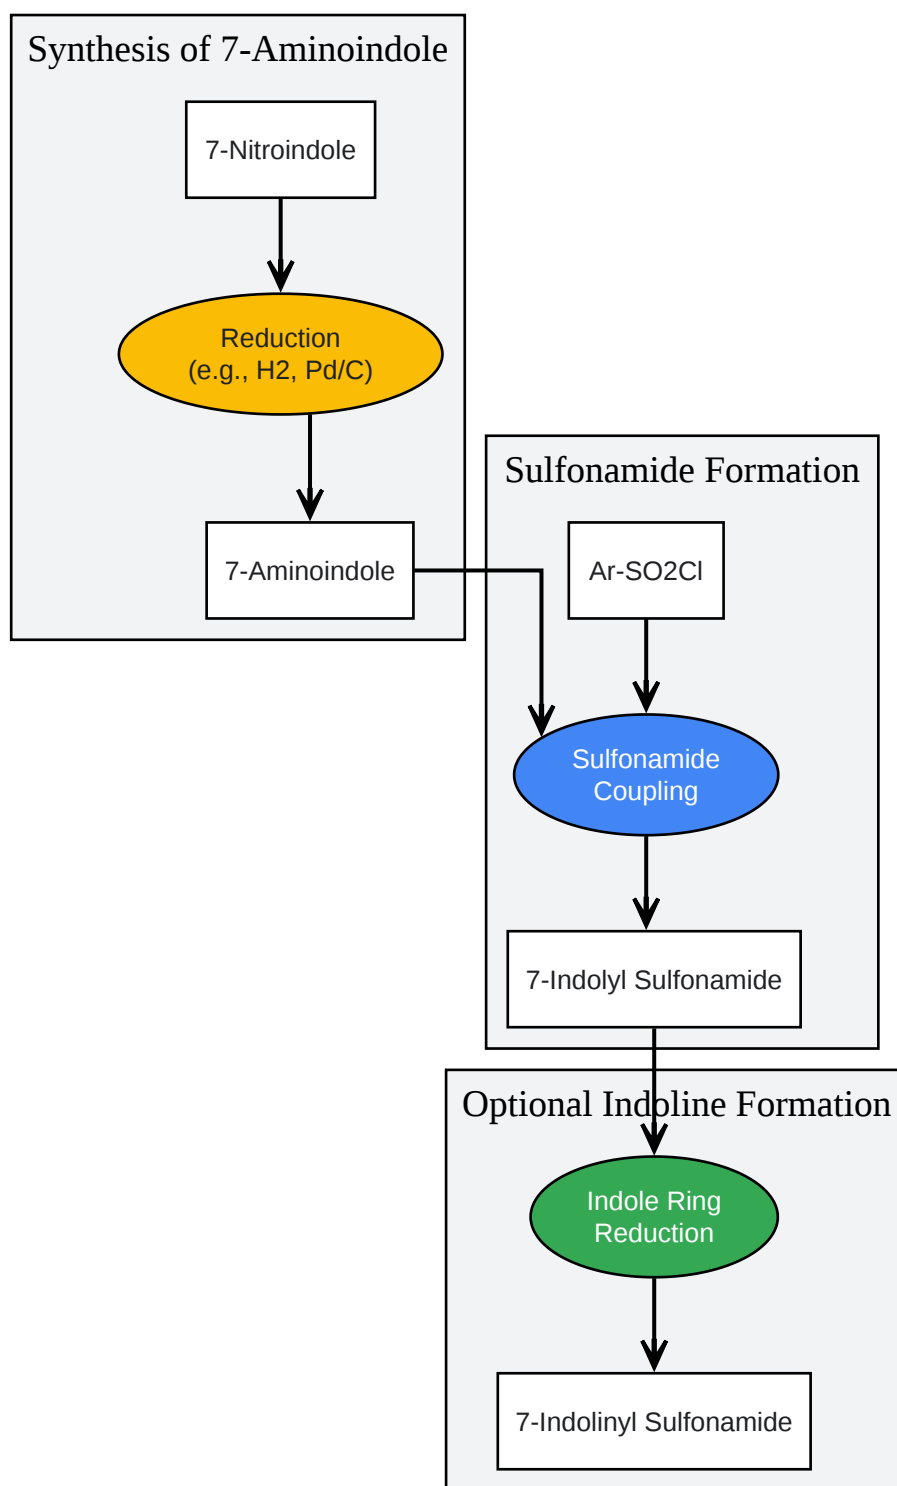 Synthesis of 7-Aminoindole
7-Nitroindole
Reduction
(e.g., H2, Pd/C)
7-Aminoindole
Sulfonamide Formation
Ar-SO2Cl
Sulfonamide
Coupling
7-Indolyl Sulfonamide
Optional Indoline Formation
Indole Ring
Reduction
7-Indolinyl Sulfonamide